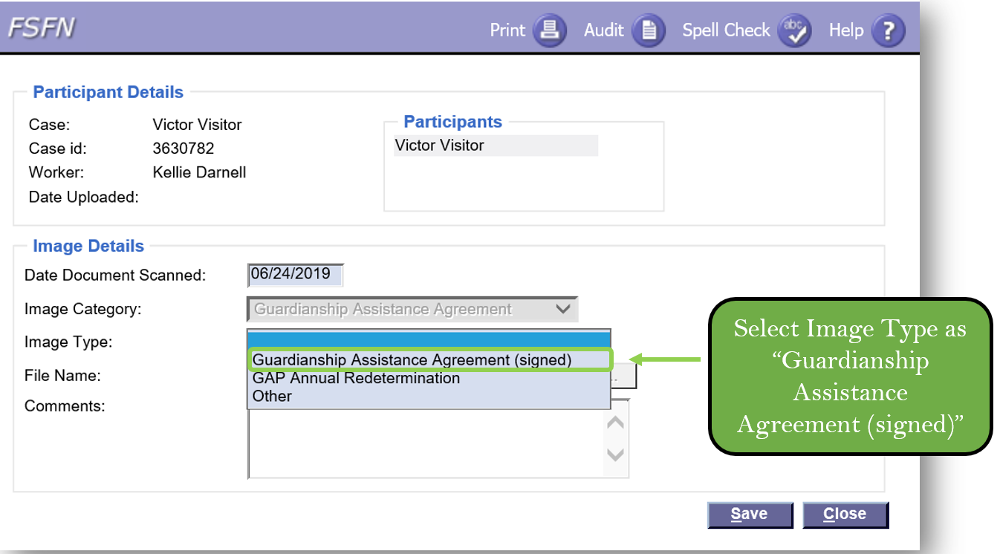 FSFN
Print Audit abc Spell Check Help ?
Participant Details
Case: Victor Visitor
Case id: 3630782
Worker: Kellie Darnell
Date Uploaded:
Participants
Victor Visitor
Image Details
Date Document Scanned: 06/24/2019
Image Category: Guardianship Assistance Agreement
Image Type:
Guardianship Assistance Agreement (signed)
GAP Annual Redetermination
Other
File Name:
Comments:
Select Image Type as
“Guardianship
Assistance
Agreement (signed)”
Save Close